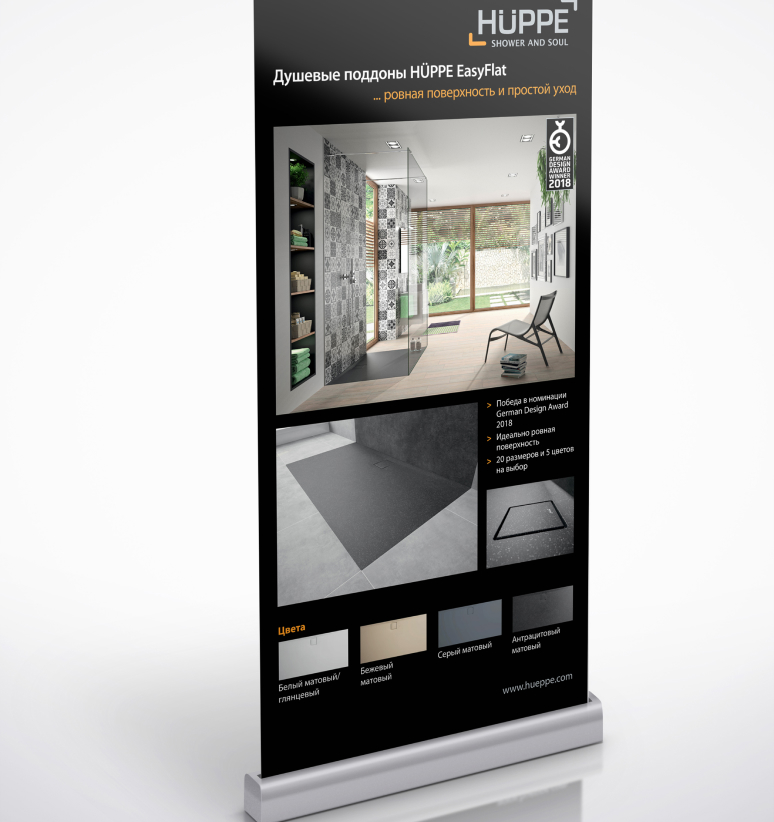 HÜPPE
SHOWER AND SOUL
Душевые поддоны HÜPPE EasyFlat
... ровная поверхность и простой уход
GERMAN
DESIGN
AWARD
WINNER
2018
> Победа в номинации
German Design Award
2018
> Идеально ровная
поверхность
> 20 размеров и 5 цветов
на выбор
Цвета
Белый матовый/
глянцевый
Бежевый
матовый
Серый матовый
Антрацитовый
матовый
www.hueppe.com